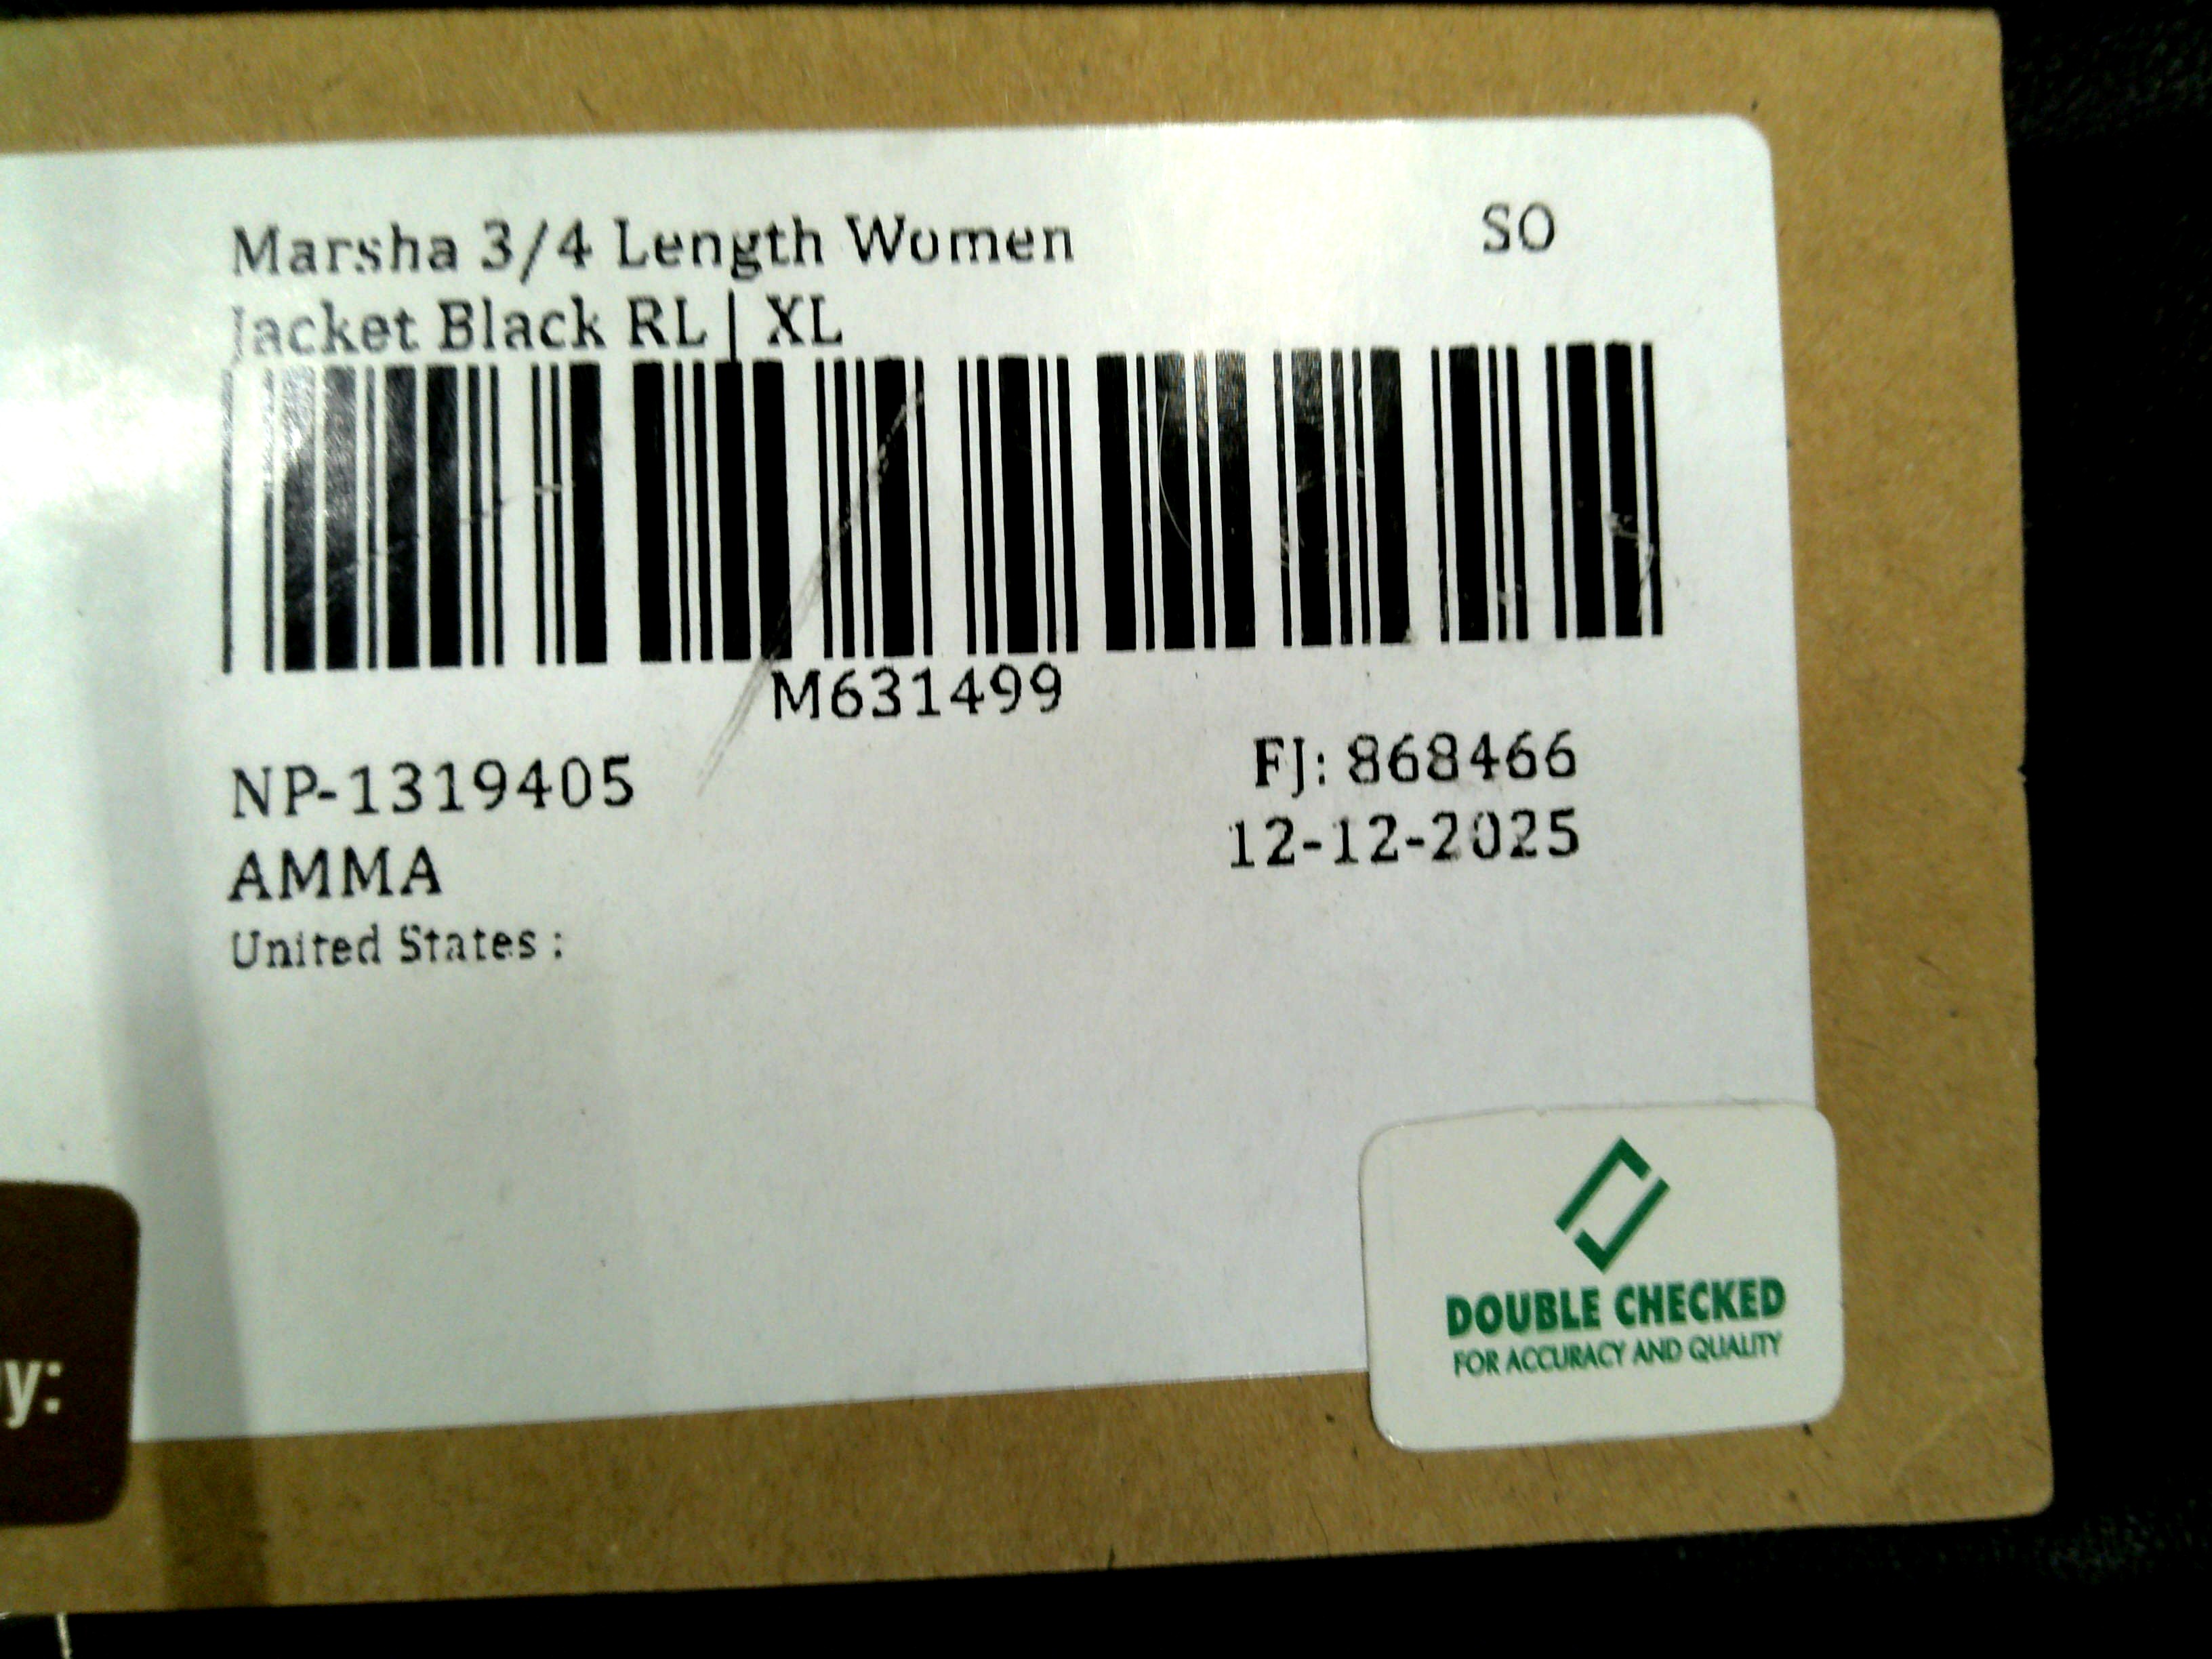 Marsha 3/4 Length Women
Jacket Black RL | XL
SO
M631499
NP-1319405
AMMA
United States :
FJ: 868466
12-12-2025
y:
DOUBLE CHECKED
FOR ACCURACY AND QUALITY